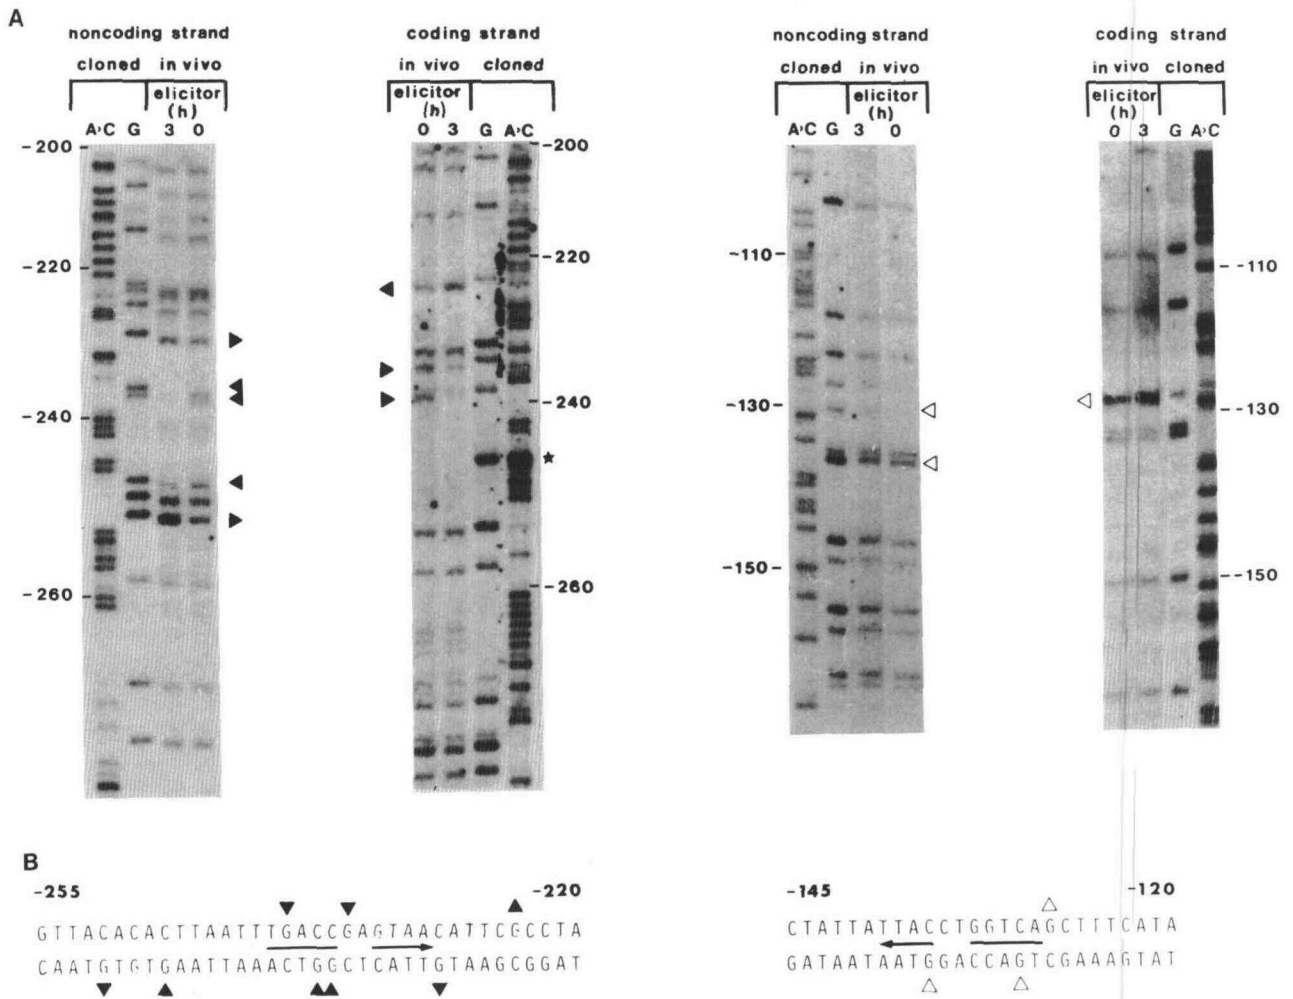 A
noncoding strand
cloned in vivo
elicitor
(h)
A›C G 3 0
-200
-220
-240
-260
coding strand
in vivo cloned
elicitor
(h)
0 3 G A›C
-200
-220
-240
-260
noncoding strand
cloned in vivo
elicitor
(h)
A›C G 3 0
-110
-130
-150
coding strand
in vivo cloned
elicitor
(h)
0 3 G A›C
-110
-130
-150
B
-255 -220
GTTACACACTTAATTTGACCGAGTAACATTCGCCTA
CAATGTGTGAATTAAACTGGCTCATTGTAAGCGGAT
-145 -120
CTATTATTACCTGGTCAGCTTTCATA
GATAATAATGGACCAGTCGAAAGTAT